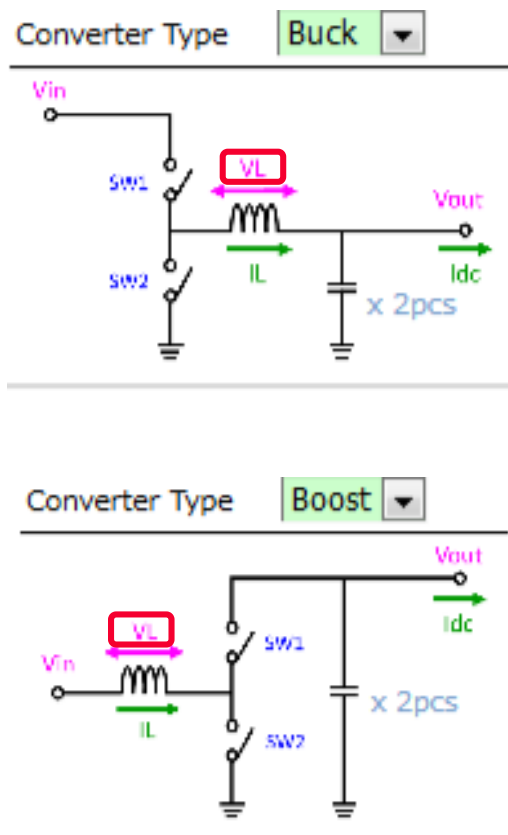 Converter Type Buck
Vin
VL
SW1
Vout
SW2
IL
Idc
x 2pcs
Converter Type Boost
Vout
VL
SW1
Idc
Vin
x 2pcs
IL
SW2